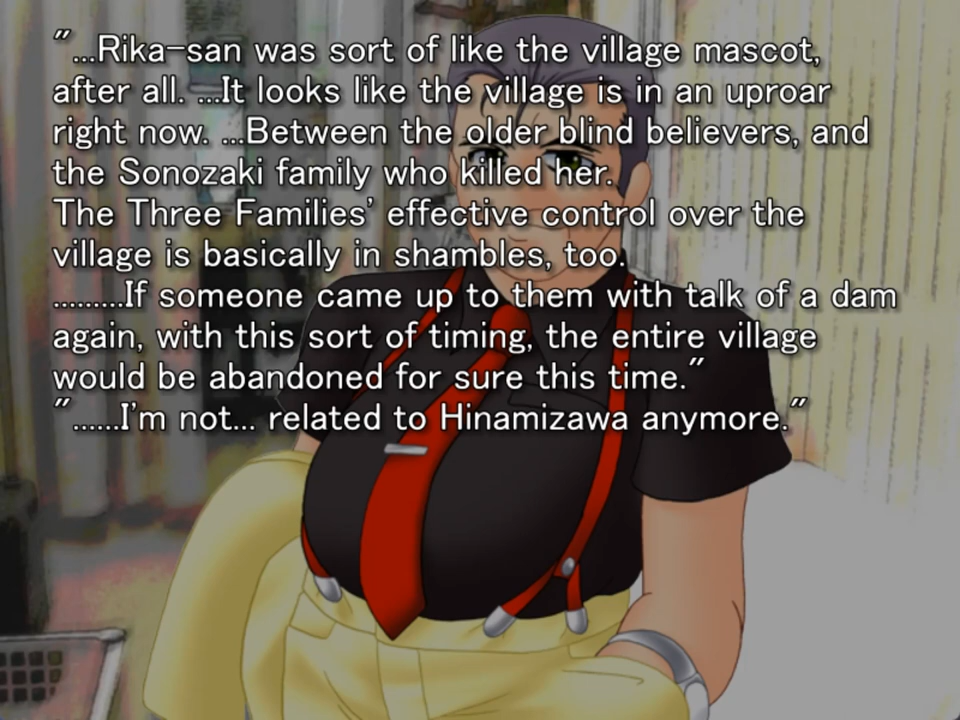 "...Rika-san was sort of like the village mascot,
after all. ...It looks like the village is in an uproar
right now. ...Between the older blind believers, and
the Sonozaki family who killed her.
The Three Families' effective control over the
village is basically in shambles, too.
.........If someone came up to them with talk of a dam
again, with this sort of timing, the entire village
would be abandoned for sure this time."
"......I'm not... related to Hinamizawa anymore."